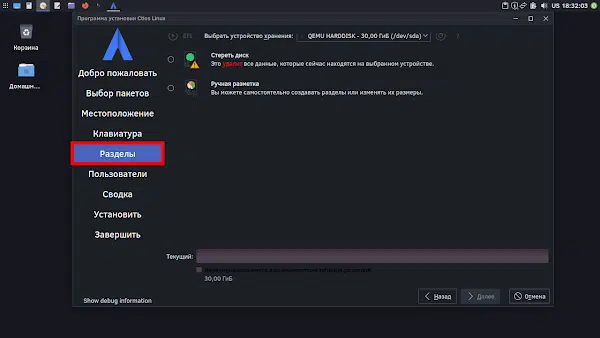 US 18:32:03
Корзина
Домашн...
Программа установки Ctlos Linux
Добро пожаловать
Выбор пакетов
Местоположение
Клавиатура
Разделы
Пользователи
Сводка
Установить
Завершить
Show debug information
EFI
Выбрать устройство хранения:
QEMU HARDDISK - 30,00 ГиБ (/dev/sda)
Стереть диск
Это удалит все данные, которые сейчас находятся на выбранном устройстве.
Ручная разметка
Вы можете самостоятельно создавать разделы или изменять их размеры.
Текущий:
30,00 ГиБ
Назад
Далее
Отмена